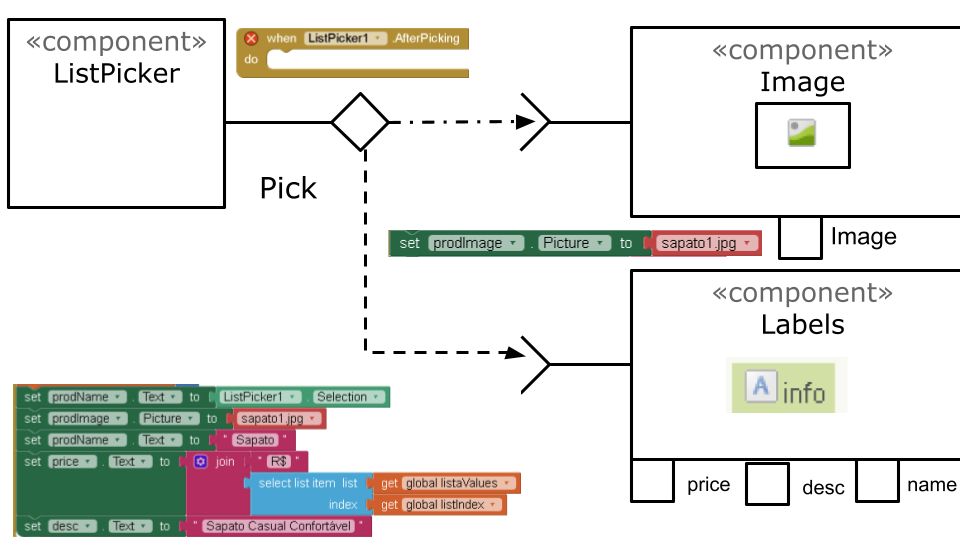 «component»
ListPicker
when ListPicker1 .AfterPicking
do
Pick
«component»
Image
Image
set prodImage . Picture to sapato1.jpg
«component»
Labels
A info
price
desc
name
set prodName . Text to ListPicker1 . Selection
set prodImage . Picture to sapato1.jpg
set prodName . Text to " Sapato "
set price . Text to join " R$ "
select list item list get global listaValues
index get global listIndex
set desc . Text to " Sapato Casual Confortável "